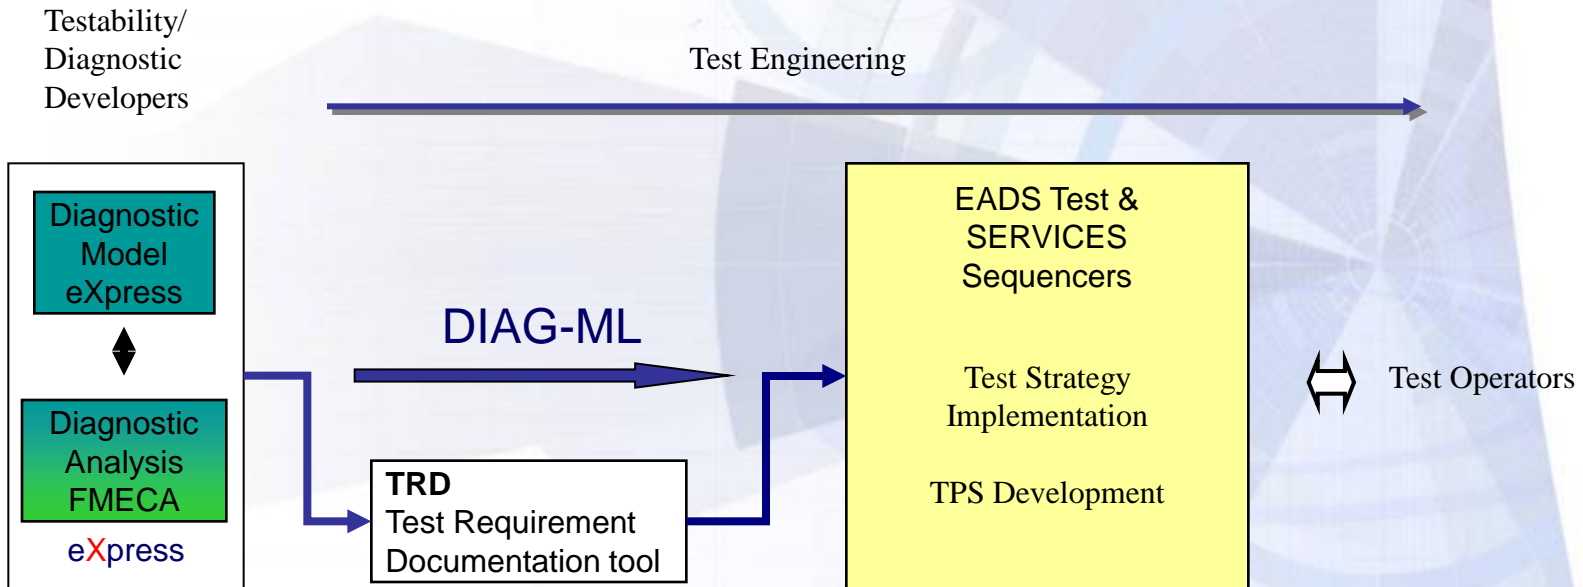 Testability/
Diagnostic
Developers
Test Engineering
Diagnostic
Model
eXpress
Diagnostic
Analysis
FMECA
eXpress
DIAG-ML
TRD
Test Requirement
Documentation tool
EADS Test &
SERVICES
Sequencers
Test Strategy
Implementation
TPS Development
Test Operators